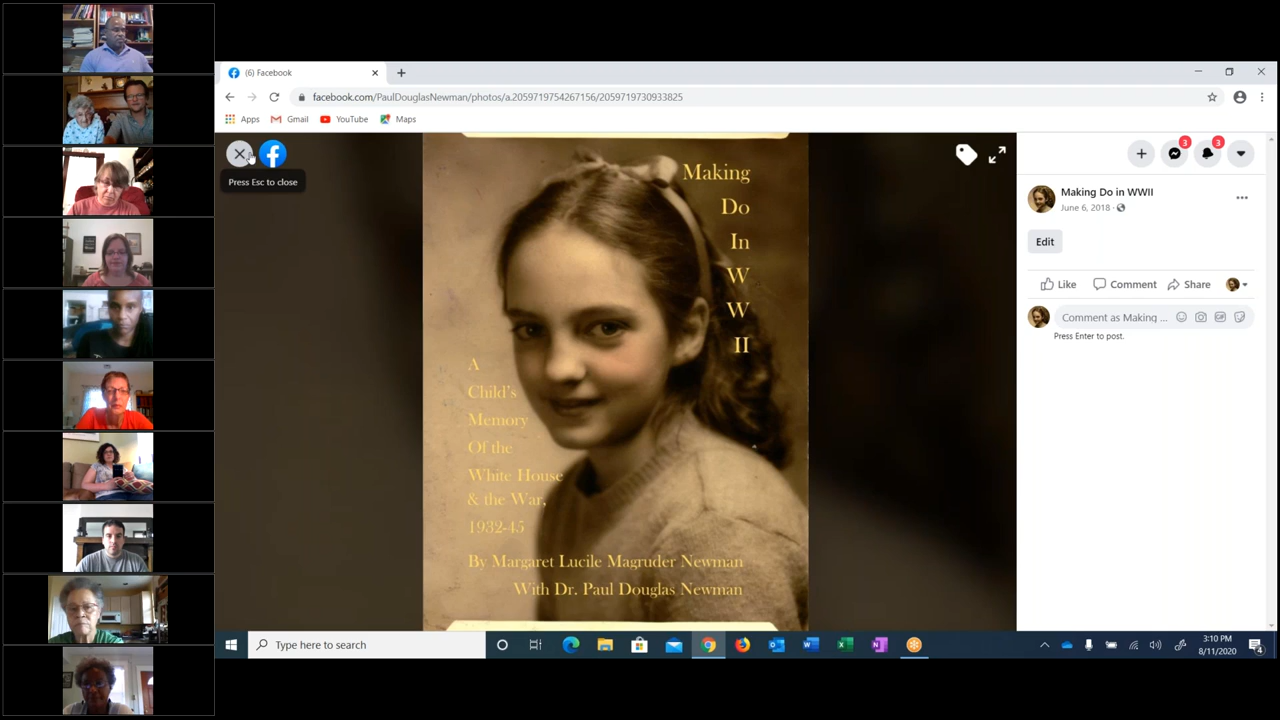 (6) Facebook
facebook.com/PaulDouglasNewman/photos/a.2059719754267156/2059719730933825
Apps Gmail YouTube Maps
Press Esc to close
Making
Do
In
W
W
II
A
Child's
Memory
Of the
White House
& the War,
1932-45
By Margaret Lucile Magruder Newman
With Dr. Paul Douglas Newman
3 3
Making Do in WWII
June 6, 2018
Edit
Like Comment Share
Comment as Making ...
Press Enter to post.
Type here to search
3:10 PM
8/11/2020
4